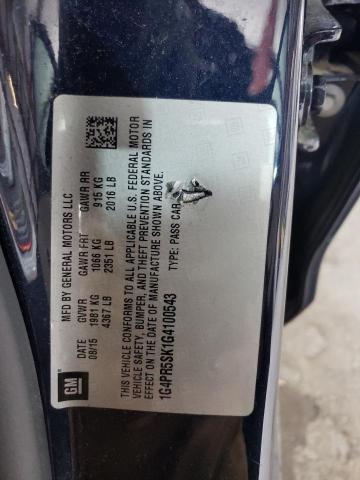 MFD BY GENERAL MOTORS LLC
DATE GVWR GAWR FRT GAWR RR
08/15 1981 KG 1066 KG 915 KG
4367 LB 2351 LB 2016 LB
THIS VEHICLE CONFORMS TO ALL APPLICABLE U.S. FEDERAL MOTOR
VEHICLE SAFETY, BUMPER, AND THEFT PREVENTION STANDARDS IN
EFFECT ON THE DATE OF MANUFACTURE SHOWN ABOVE.
1G4PR5SK1G4100543 TYPE: PASS CAR
GM